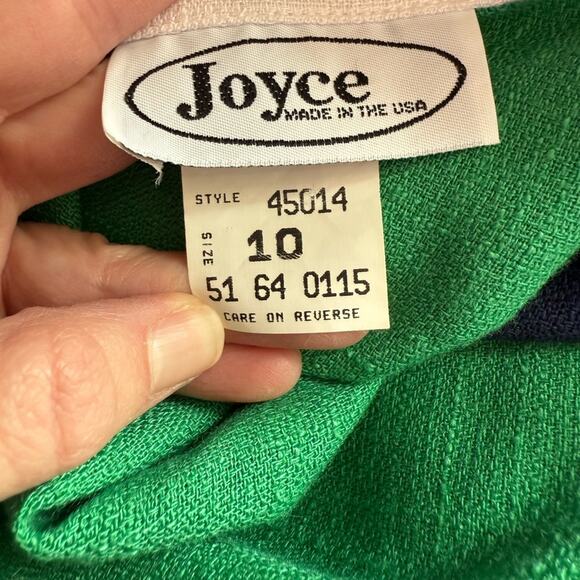 Joyce
MADE IN THE USA
STYLE 45014
SIZE 10
51 64 0115
CARE ON REVERSE